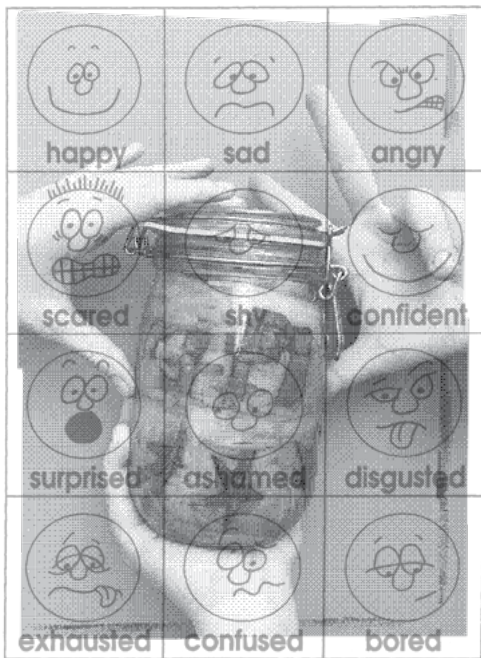 happy sad angry
scared shy confident
surprised ashamed disgusted
exhausted confused bored